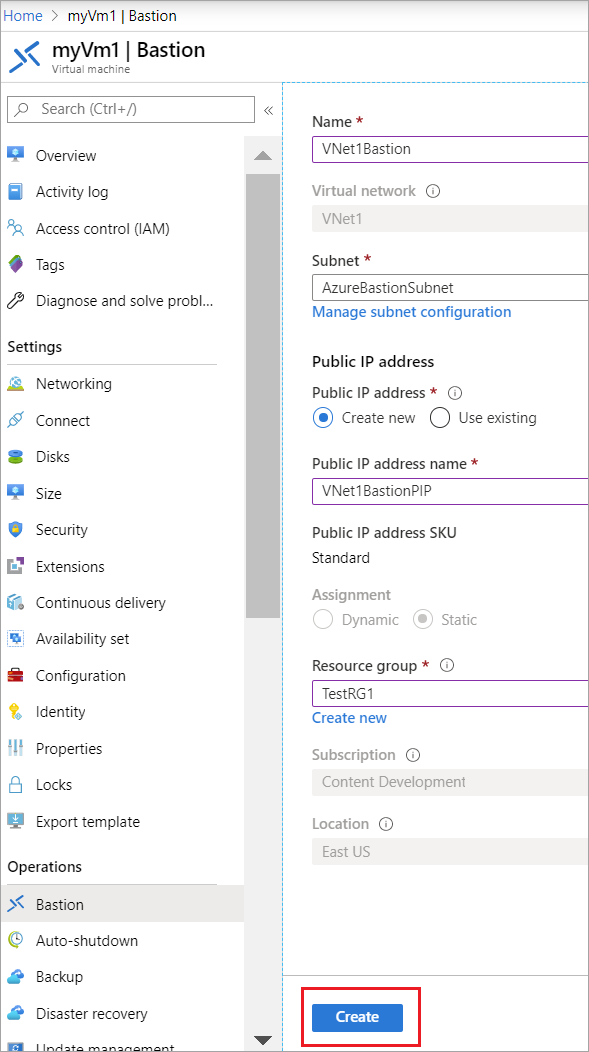 Home > myVm1 | Bastion
myVm1 | Bastion
Virtual machine
Search (Ctrl+/)
«
Overview
Activity log
Access control (IAM)
Tags
Diagnose and solve probl...
Settings
Networking
Connect
Disks
Size
Security
Extensions
Continuous delivery
Availability set
Configuration
Identity
Properties
Locks
Export template
Operations
Bastion
Auto-shutdown
Backup
Disaster recovery
Update management
Name *
VNet1Bastion
Virtual network
VNet1
Subnet *
AzureBastionSubnet
Manage subnet configuration
Public IP address
Public IP address *
Create new Use existing
Public IP address name *
VNet1BastionPIP
Public IP address SKU
Standard
Assignment
Dynamic Static
Resource group *
TestRG1
Create new
Subscription
Content Development
Location
East US
Create